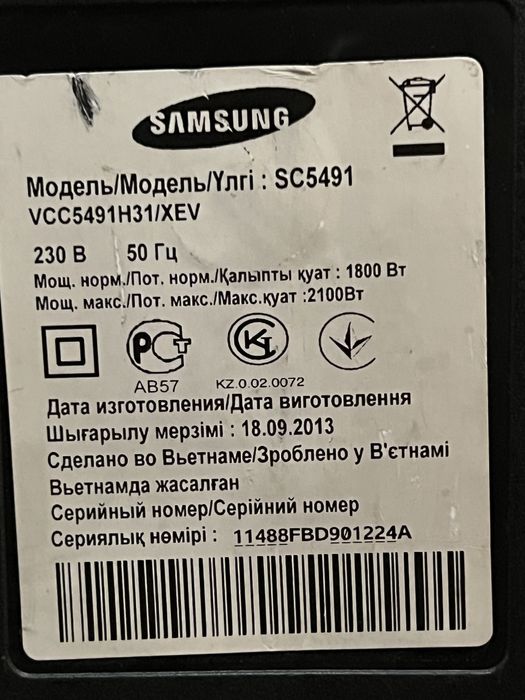 SAMSUNG
Модель/Модель/Үлгі : SC5491
VCC5491H31/XEV
230 В 50 Гц
Мощ. норм./Пот. норм./Қалыпты қуат : 1800 Вт
Мощ. макс./Пот. макс./Макс.қуат :2100Вт
АВ57 KZ.0.02.0072
Дата изготовления/Дата виготовлення
Шығарылу мерзімі : 18.09.2013
Сделано во Вьетнаме/Зроблено у В'єтнамі
Вьетнамда жасалған
Серийный номер/Серійний номер
Сериялық нөмірі : 11488FBD901224A